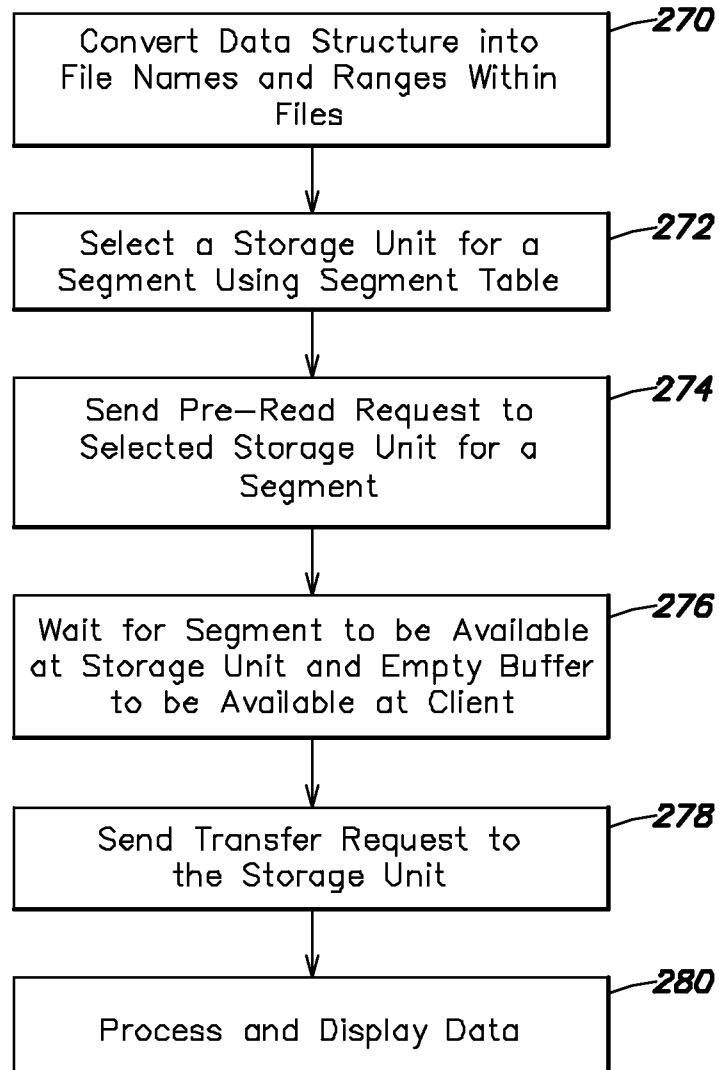 270
Convert Data Structure into
File Names and Ranges Within
Files
272
Select a Storage Unit for a
Segment Using Segment Table
274
Send Pre-Read Request to
Selected Storage Unit for a
Segment
276
Wait for Segment to be Available
at Storage Unit and Empty Buffer
to be Available at Client
278
Send Transfer Request to
the Storage Unit
280
Process and Display Data